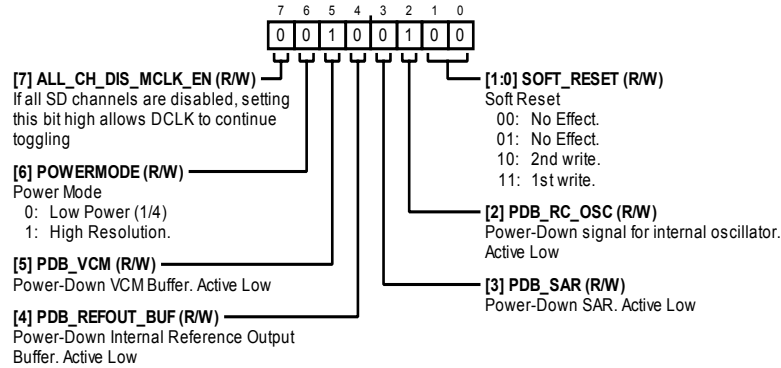 7 6 5 4 3 2 1 0
0 0 1 0 0 1 0 0
[7] ALL_CH_DIS_MCLK_EN (R/W)
If all SD channels are disabled, setting
this bit high allows DCLK to continue
toggling
[6] POWERMODE (R/W)
Power Mode
0: Low Power (1/4)
1: High Resolution.
[5] PDB_VCM (R/W)
Power-Down VCM Buffer. Active Low
[4] PDB_REFOUT_BUF (R/W)
Power-Down Internal Reference Output
Buffer. Active Low
[1:0] SOFT_RESET (R/W)
Soft Reset
00: No Effect.
01: No Effect.
10: 2nd write.
11: 1st write.
[2] PDB_RC_OSC (R/W)
Power-Down signal for internal oscillator.
Active Low
[3] PDB_SAR (R/W)
Power-Down SAR. Active Low